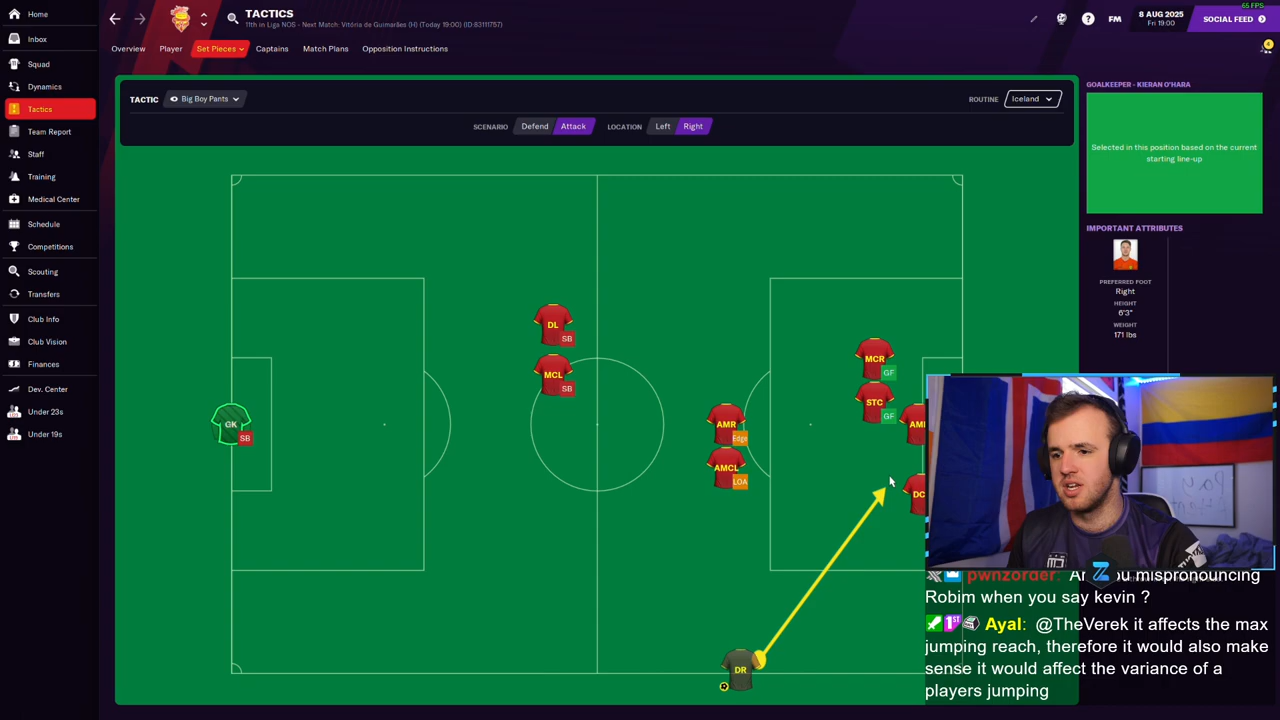 65 FPS
Home
TACTICS
11th in Liga NOS - Next Match: Vitória de Guimarães (H) (Today 19:00) (ID:83111757)
FM
8 AUG 2025
Fri 19:00
SOCIAL FEED
4
Inbox
Squad
Dynamics
Tactics
Team Report
Staff
Training
Medical Center
Schedule
Competitions
Scouting
Transfers
Club Info
Club Vision
Finances
Dev. Center
Under 23s
Under 19s
Overview
Player
Set Pieces
Captains
Match Plans
Opposition Instructions
TACTIC
Big Boy Pants
ROUTINE
Iceland
SCENARIO
Defend
Attack
LOCATION
Left
Right
GK
SB
DL
SB
MCL
SB
AMR
Edge
AMCL
LOA
MCR
GF
STC
GF
DR
GOALKEEPER - KIERAN O'HARA
Selected in this position based on the current
starting line-up
IMPORTANT ATTRIBUTES
PREFERRED FOOT
Right
HEIGHT
6'3"
WEIGHT
171 lbs
pwnzorder: mispronouncing
Robim when you say kevin ?
1ST
Ayal: @TheVerek it affects the max
jumping reach, therefore it would also make
sense it would affect the variance of a
players jumping